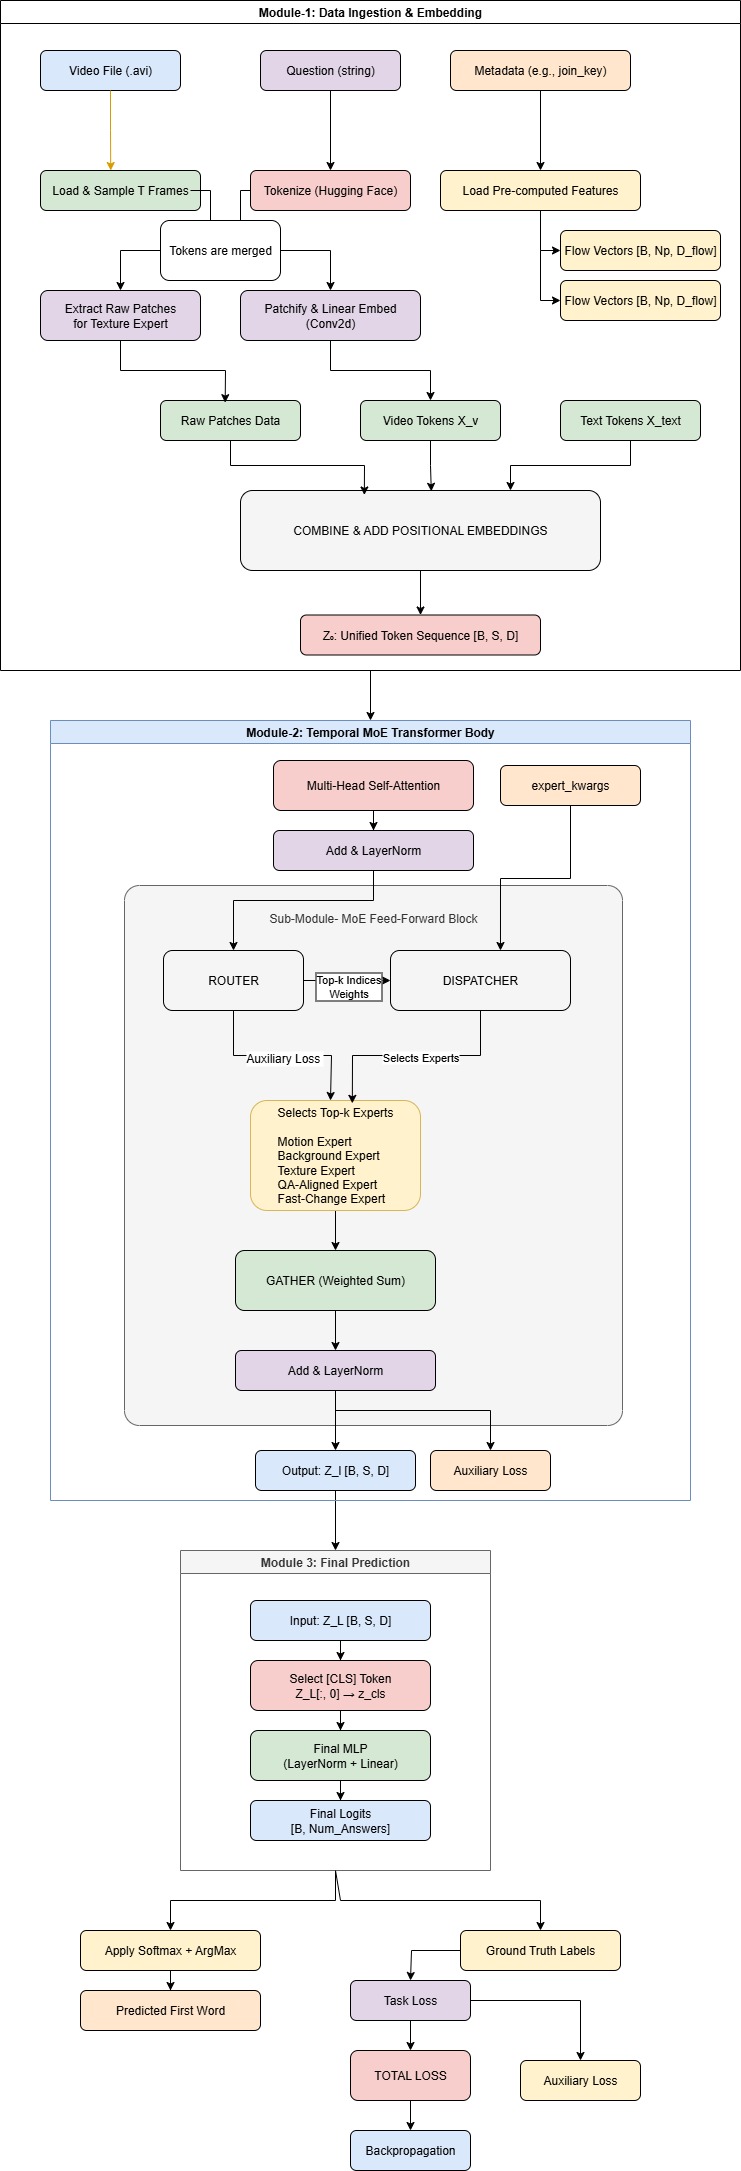 Module-1: Data Ingestion & Embedding
Video File (.avi)
Question (string)
Metadata (e.g., join_key)
Load & Sample T Frames
Tokenize (Hugging Face)
Load Pre-computed Features
Tokens are merged
Flow Vectors [B, Np, D_flow]
Flow Vectors [B, Np, D_flow]
Extract Raw Patches
for Texture Expert
Patchify & Linear Embed
(Conv2d)
Raw Patches Data
Video Tokens X_v
Text Tokens X_text
COMBINE & ADD POSITIONAL EMBEDDINGS
Z₀: Unified Token Sequence [B, S, D]
Module-2: Temporal MoE Transformer Body
Multi-Head Self-Attention
expert_kwargs
Add & LayerNorm
Sub-Module- MoE Feed-Forward Block
ROUTER
Top-k Indices
Weights
DISPATCHER
Auxiliary Loss
Selects Experts
Selects Top-k Experts
Motion Expert
Background Expert
Texture Expert
QA-Aligned Expert
Fast-Change Expert
GATHER (Weighted Sum)
Add & LayerNorm
Output: Z_l [B, S, D]
Auxiliary Loss
Module 3: Final Prediction
Input: Z_L [B, S, D]
Select [CLS] Token
Z_L[:, 0] → z_cls
Final MLP
(LayerNorm + Linear)
Final Logits
[B, Num_Answers]
Apply Softmax + ArgMax
Ground Truth Labels
Predicted First Word
Task Loss
TOTAL LOSS
Auxiliary Loss
Backpropagation